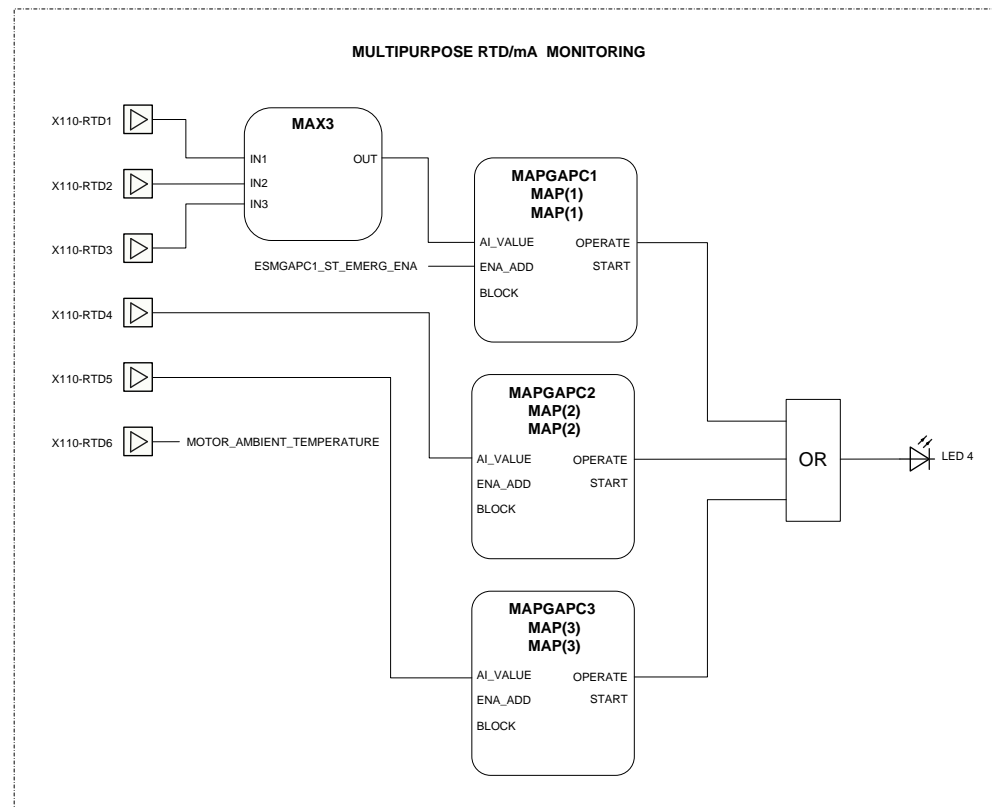 MULTIPURPOSE RTD/mA MONITORING
X110-RTD1
X110-RTD2
X110-RTD3
X110-RTD4
X110-RTD5
X110-RTD6
MOTOR_AMBIENT_TEMPERATURE
MAX3
IN1
IN2
IN3
OUT
ESMGAPC1_ST_EMERG_ENA
MAPGAPC1
MAP(1)
MAP(1)
AI_VALUE OPERATE
ENA_ADD START
BLOCK
MAPGAPC2
MAP(2)
MAP(2)
AI_VALUE OPERATE
ENA_ADD START
BLOCK
MAPGAPC3
MAP(3)
MAP(3)
AI_VALUE OPERATE
ENA_ADD START
BLOCK
OR
LED 4